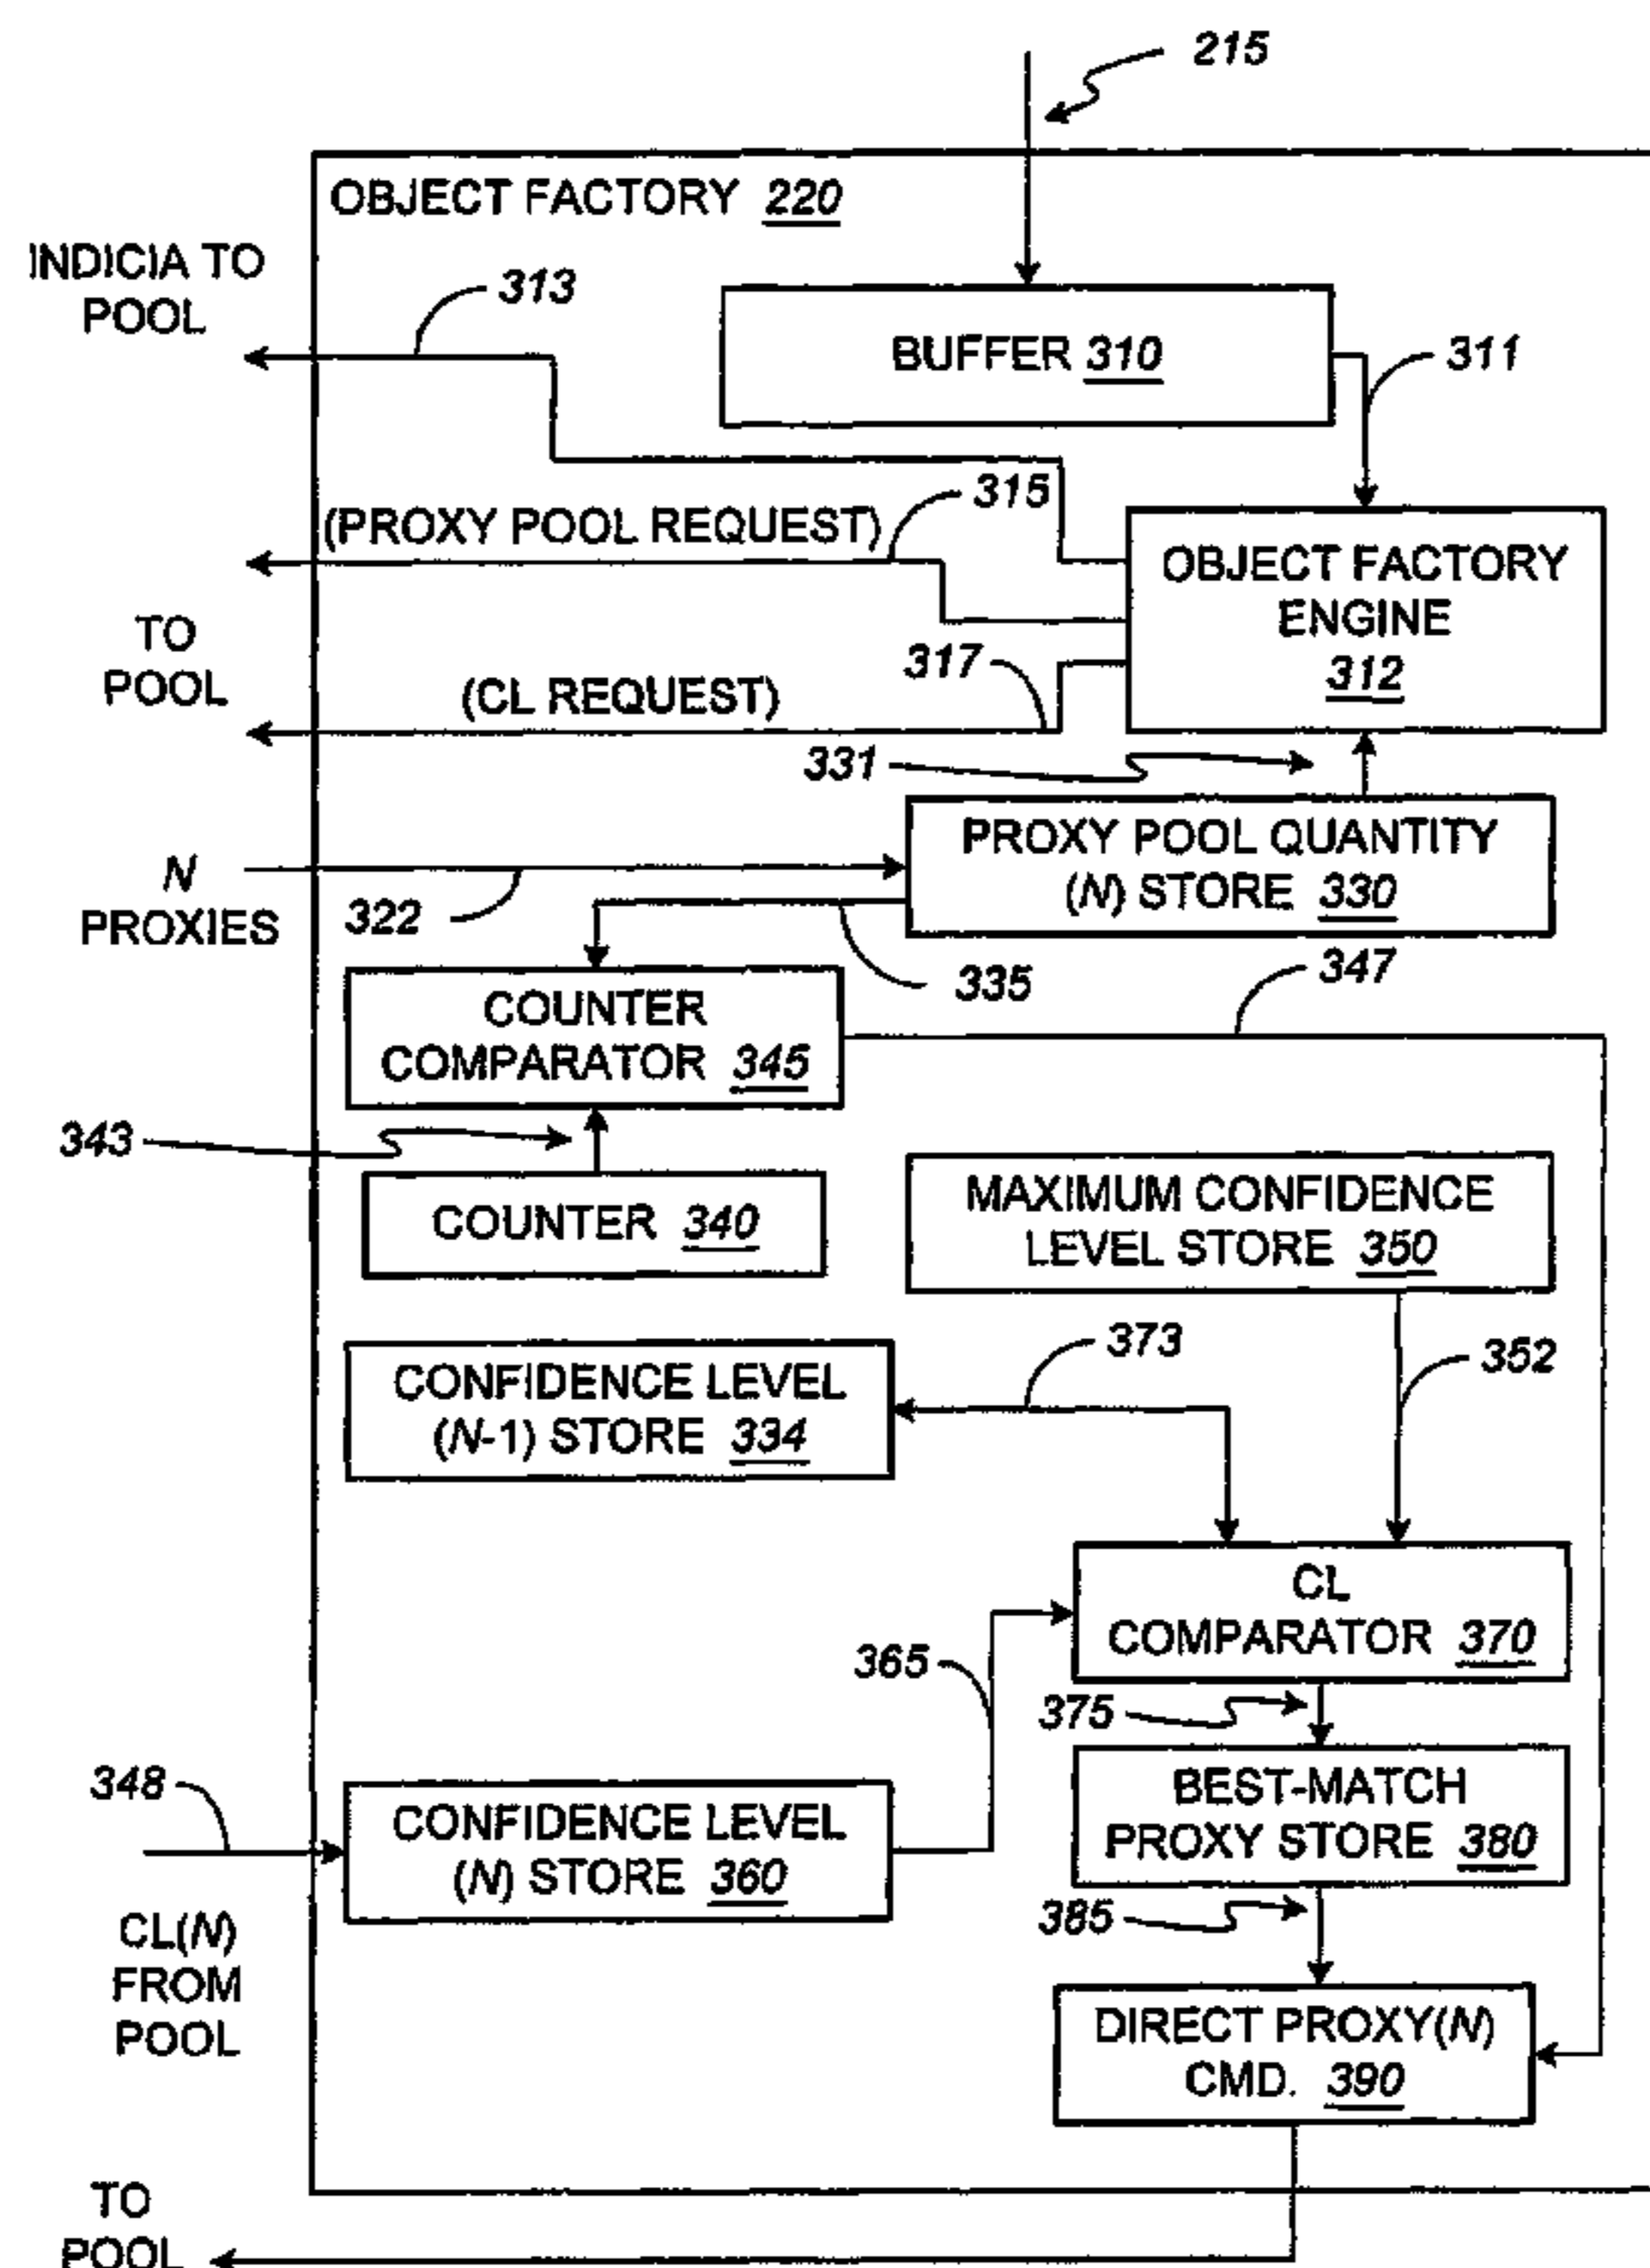 215
OBJECT FACTORY 220
INDICIA TO
POOL
313
BUFFER 310
311
315
(PROXY POOL REQUEST)
OBJECT FACTORY
ENGINE
312
TO
POOL
317
(CL REQUEST)
331
PROXY POOL QUANTITY
(N) STORE 330
N
PROXIES
322
335
347
COUNTER
COMPARATOR 345
343
COUNTER 340
MAXIMUM CONFIDENCE
LEVEL STORE 350
373
352
CONFIDENCE LEVEL
(N-1) STORE 334
CL
COMPARATOR 370
365
375
BEST-MATCH
PROXY STORE 380
348
CONFIDENCE LEVEL
(N) STORE 360
385
CL(N)
FROM
POOL
DIRECT PROXY(N)
CMD. 390
TO
POOL